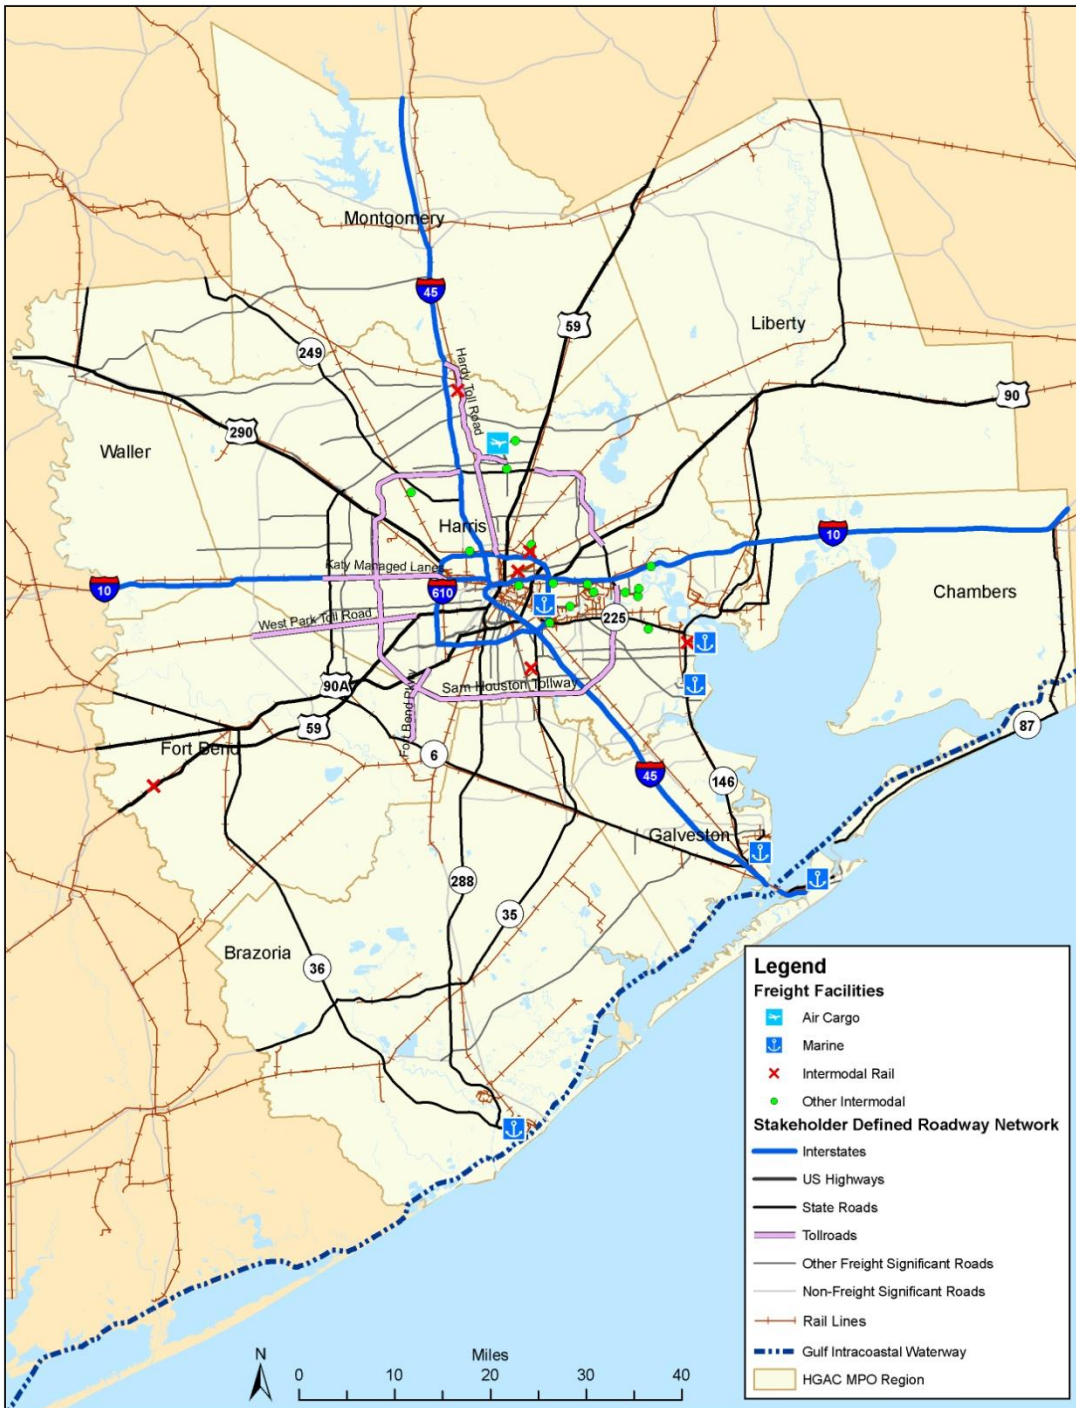 Montgomery
45
59
Liberty
249
Hardy Toll Road
90
290
Waller
Harris
10
Katy Managed Lanes
10
610
Chambers
West Park Toll Road
225
90A
Sam Houston Tollway
Fort Bend Pkwy
59
87
Fort Bend
6
45
146
Galveston
288
35
Brazoria
36
Legend
Freight Facilities
Air Cargo
Marine
Intermodal Rail
Other Intermodal
Stakeholder Defined Roadway Network
Interstates
US Highways
State Roads
Tollroads
Other Freight Significant Roads
Non-Freight Significant Roads
Rail Lines
Gulf Intracoastal Waterway
HGAC MPO Region
N
Miles
0 10 20 30 40